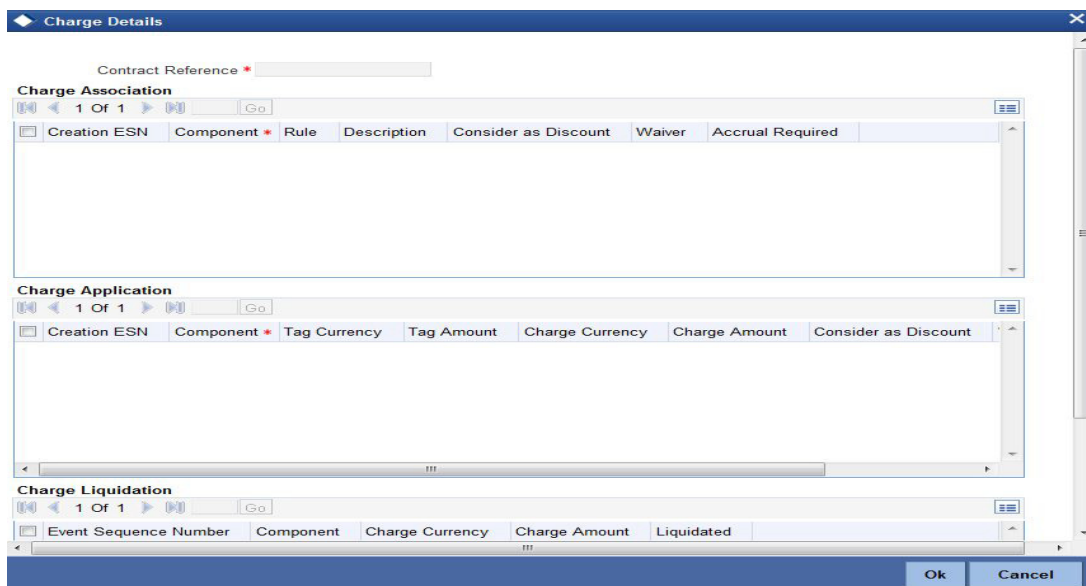 Charge Details
Contract Reference *
Charge Association
1 Of 1 Go
Creation ESN Component * Rule Description Consider as Discount Waiver Accrual Required
Charge Application
1 Of 1 Go
Creation ESN Component * Tag Currency Tag Amount Charge Currency Charge Amount Consider as Discount
Charge Liquidation
1 Of 1 Go
Event Sequence Number Component Charge Currency Charge Amount Liquidated
Ok Cancel